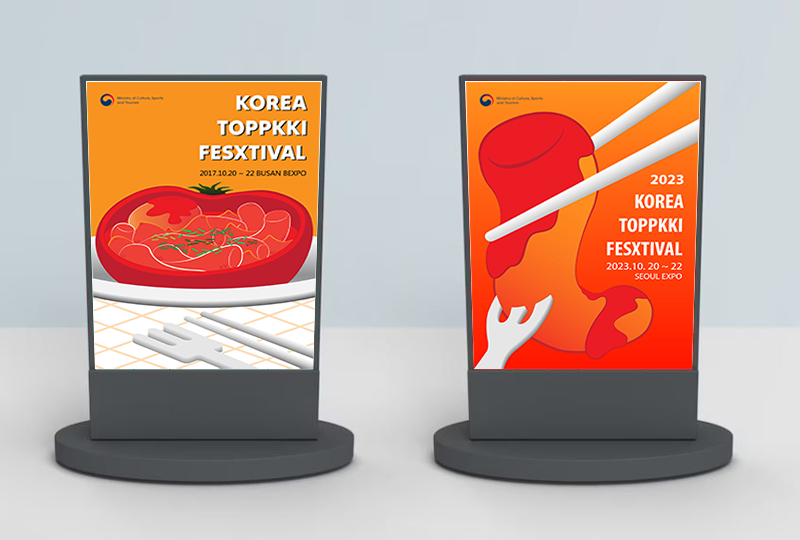 Ministry of Culture, Sports
and Tourism
KOREA
TOPPKKI
FESXTIVAL
2017.10.20 ~ 22 BUSAN BEXPO
Ministry of Culture, Sports
and Tourism
2023
KOREA
TOPPKKI
FESXTIVAL
2023.10. 20 ~ 22
SEOUL EXPO